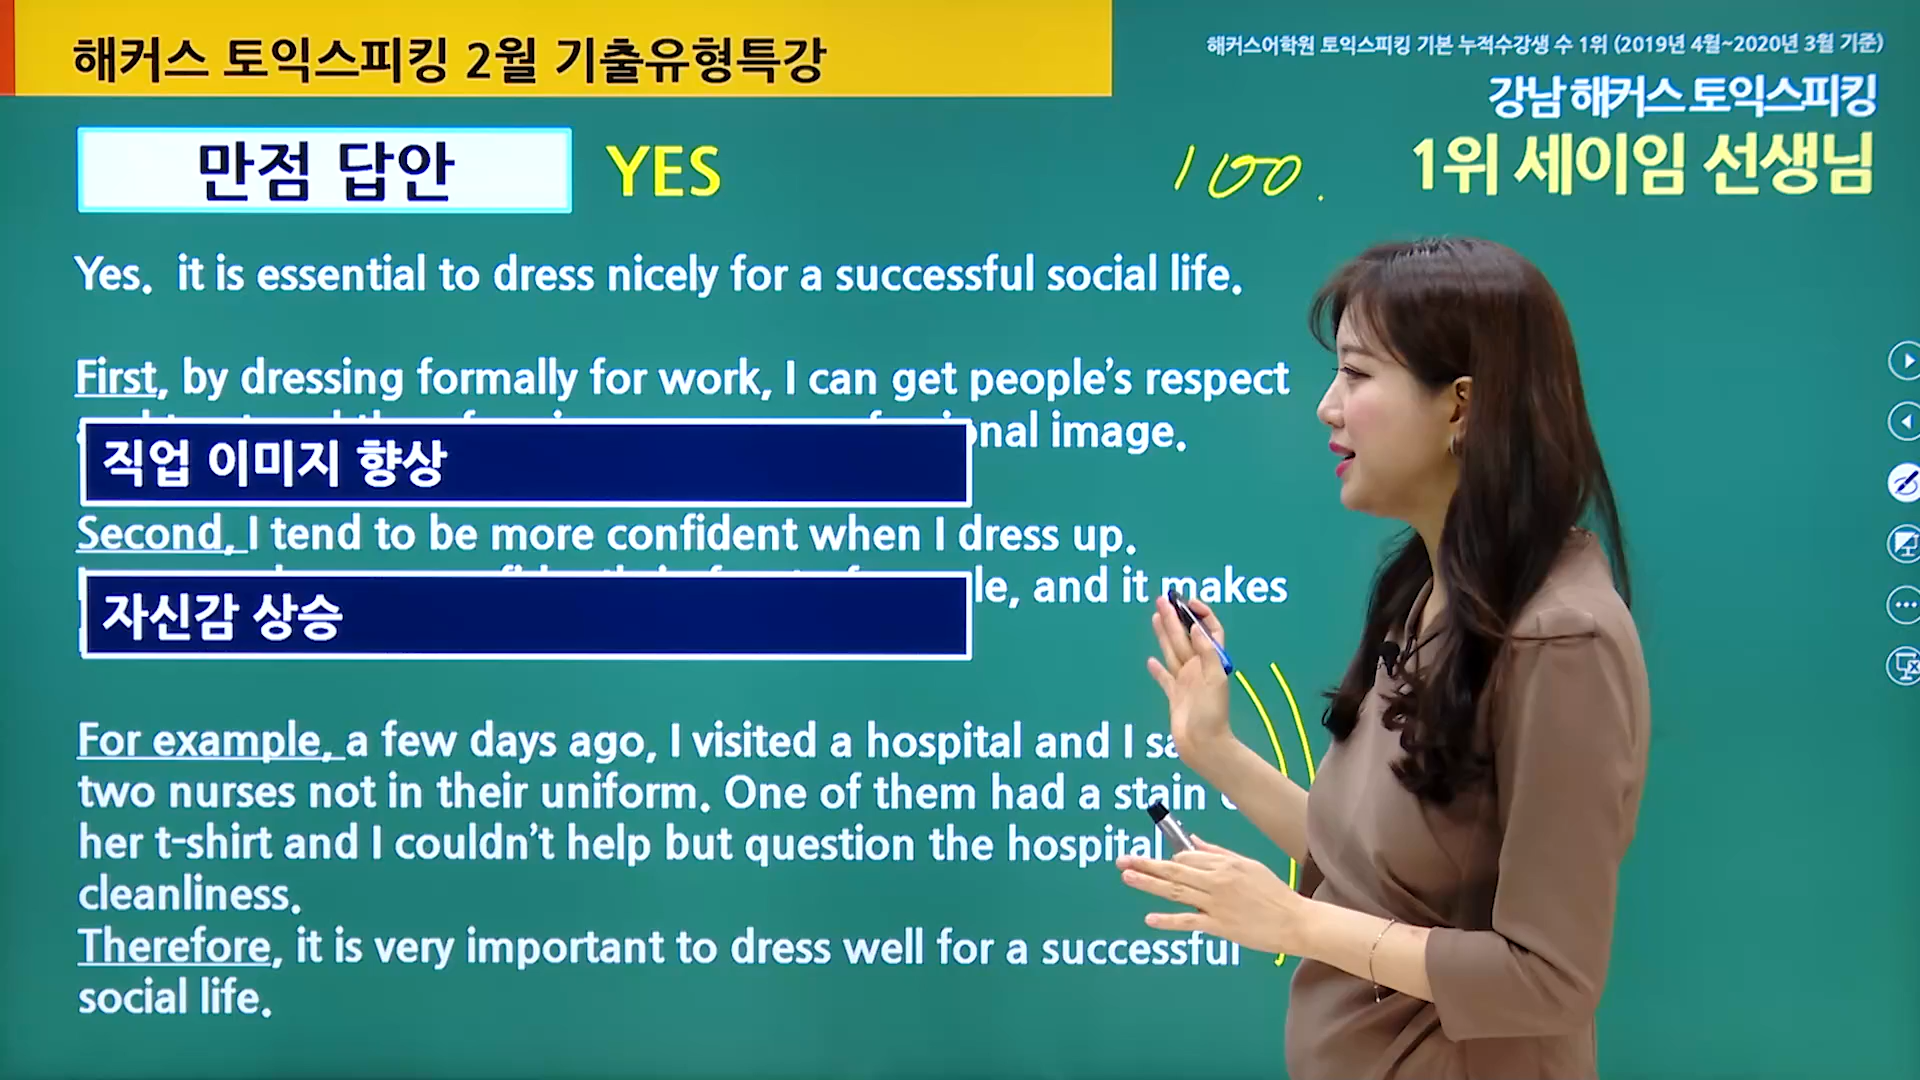 해커스 토익스피킹 2월 기출유형특강
해커스어학원 토익스피킹 기본 누적수강생 수 1위 (2019년 4월~2020년 3월 기준)
강남 해커스 토익스피킹
1위 세이임 선생님
만점 답안
YES
100.
Yes. it is essential to dress nicely for a successful social life.
First, by dressing formally for work, I can get people's respect
image.
직업 이미지 향상
Second, I tend to be more confident when I dress up.
and it makes
자신감 상승
For example, a few days ago, I visited a hospital and I
two nurses not in their uniform. One of them had a stain
her t-shirt and I couldn't help but question the hospital
cleanliness.
Therefore, it is very important to dress well for a successful
social life.